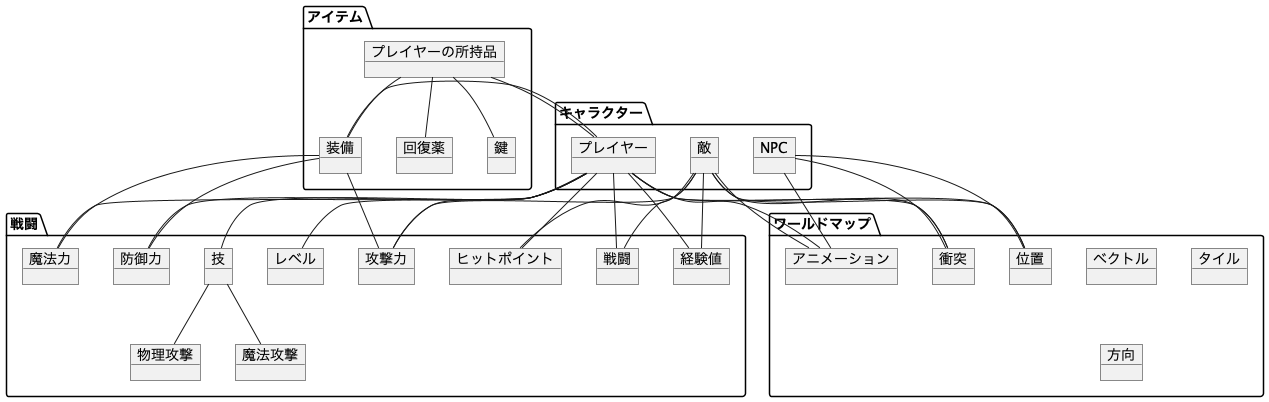 アイテム
プレイヤーの所持品
キャラクター
装備
回復薬
鍵
プレイヤー
敵
NPC
戦闘
ワールドマップ
魔法力
防御力
技
レベル
攻撃力
ヒットポイント
戦闘
経験値
アニメーション
衝突
位置
ベクトル
タイル
物理攻撃
魔法攻撃
方向